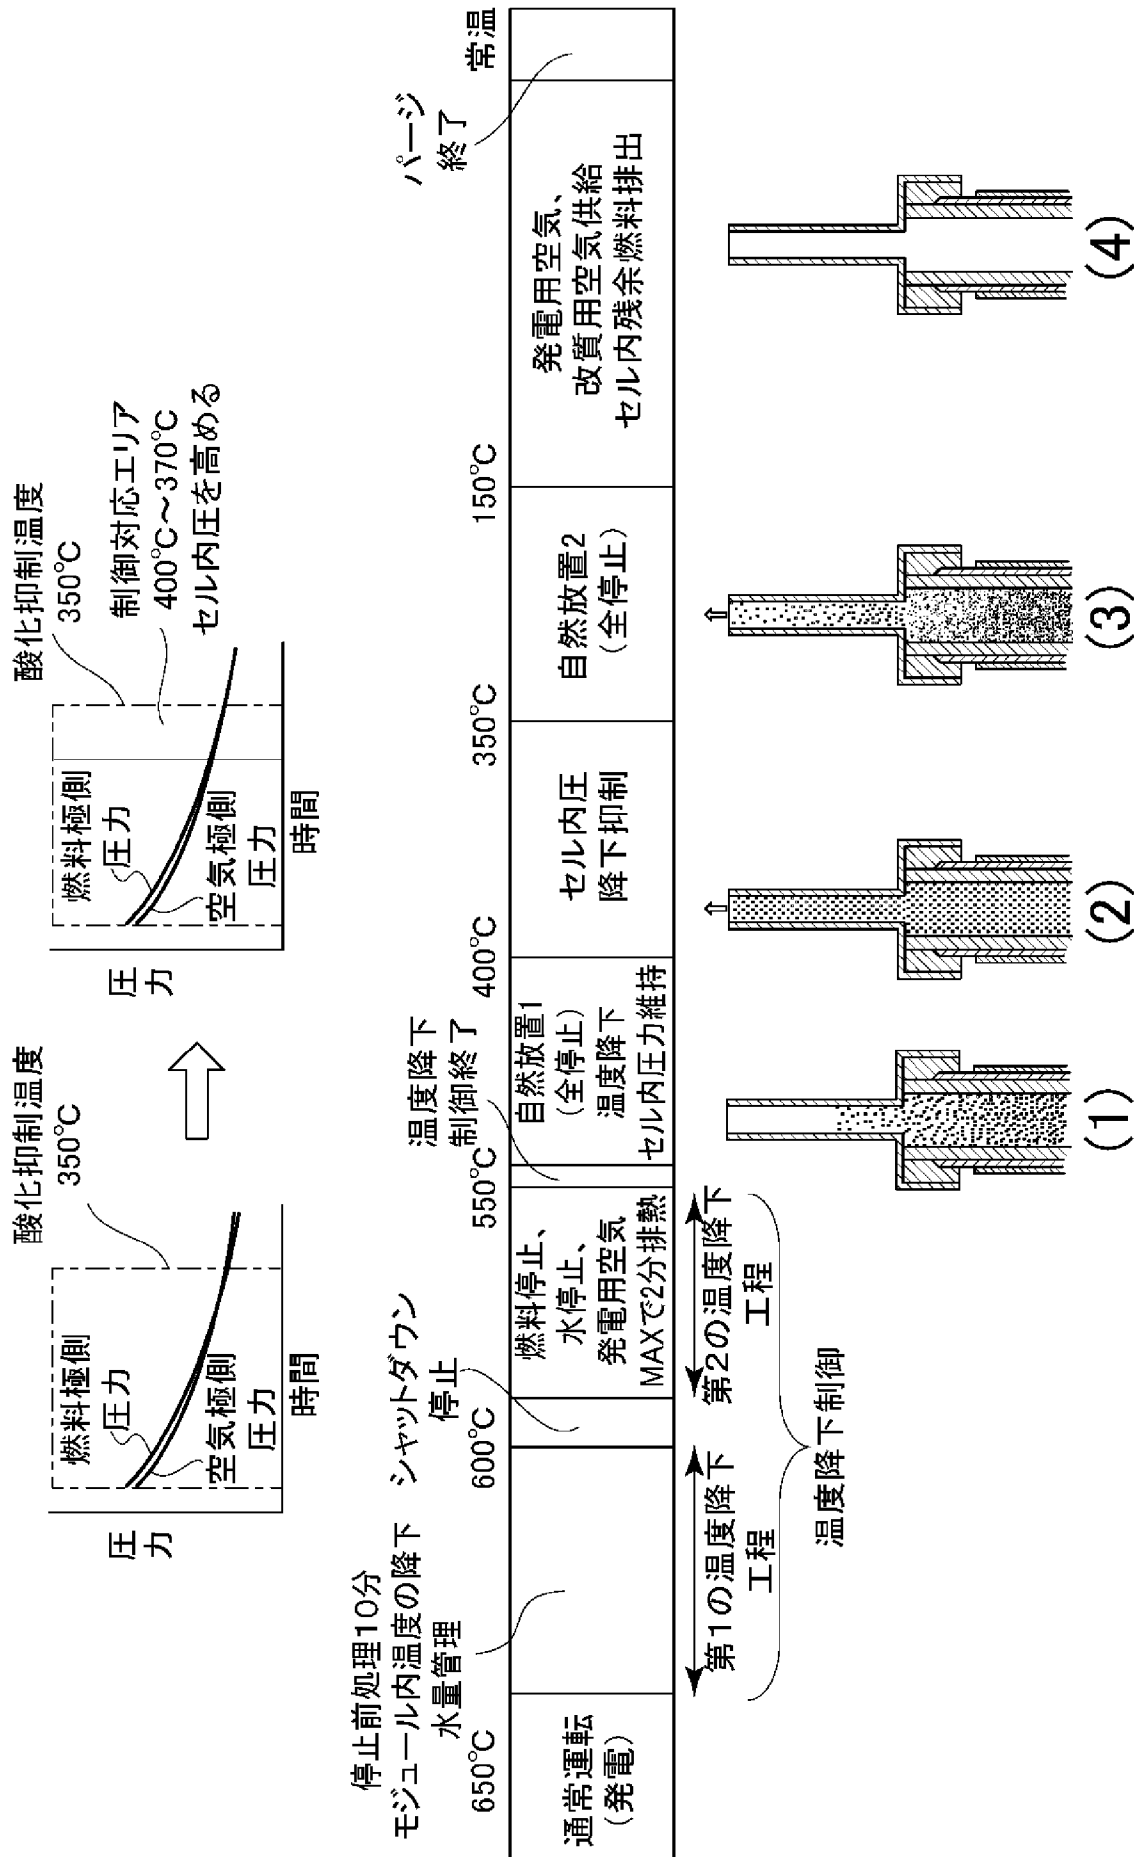 酸化抑制温度
350℃
燃料極側
圧力
空気極側
圧力
圧力
時間
酸化抑制温度
350℃
制御対応エリア
400℃〜370℃
セル内圧を高める
燃料極側
圧力
空気極側
圧力
圧力
時間
停止前処理10分
モジュール内温度の降下
水量管理
シャットダウン
停止
温度降下
制御終了
パージ
終了
650℃
600℃
550℃
400℃
350℃
150℃
常温
通常運転
(発電)
燃料停止、
水停止、
発電用空気
MAXで2分排熱
自然放置1
(全停止)
温度降下
セル内圧力維持
セル内圧
降下抑制
自然放置2
(全停止)
発電用空気、
改質用空気供給
セル内残余燃料排出
第1の温度降下
工程
第2の温度降下
工程
温度降下制御
(1)
(2)
(3)
(4)